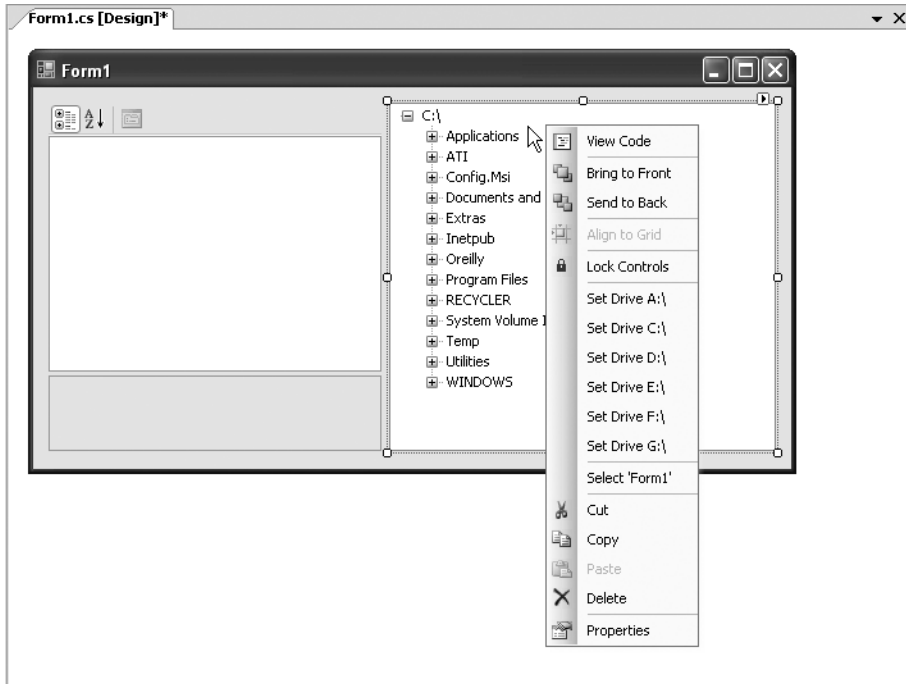 Form1.cs [Design]*
Form1
C:\
Applications
ATI
Config.Msi
Documents and
Extras
Inetpub
Oreilly
Program Files
RECYCLER
System Volume
Temp
Utilities
WINDOWS
View Code
Bring to Front
Send to Back
Align to Grid
Lock Controls
Set Drive A:\
Set Drive C:\
Set Drive D:\
Set Drive E:\
Set Drive F:\
Set Drive G:\
Select 'Form1'
Cut
Copy
Paste
Delete
Properties